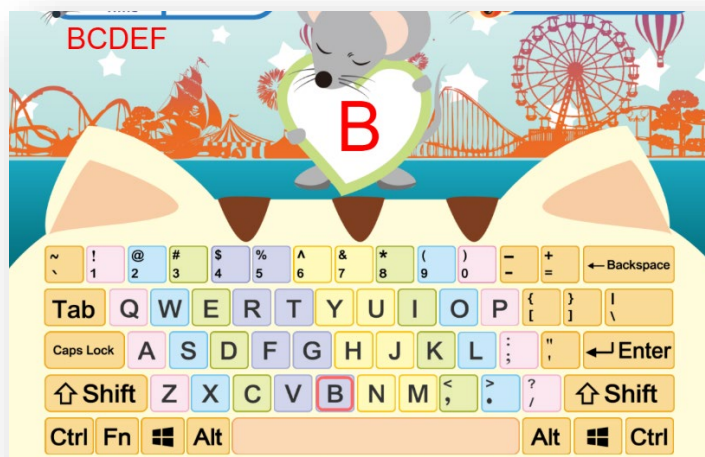 BCDEF
B
~ ! @ # $ % ^ & * ( ) – +
` 1 2 3 4 5 6 7 8 9 0 - = ←Backspace
Tab Q W E R T Y U I O P { [ } ] | \
Caps Lock A S D F G H J K L : ; " ' Enter
Shift Z X C V B N M < , > . ? / Shift
Ctrl Fn Alt Alt Ctrl